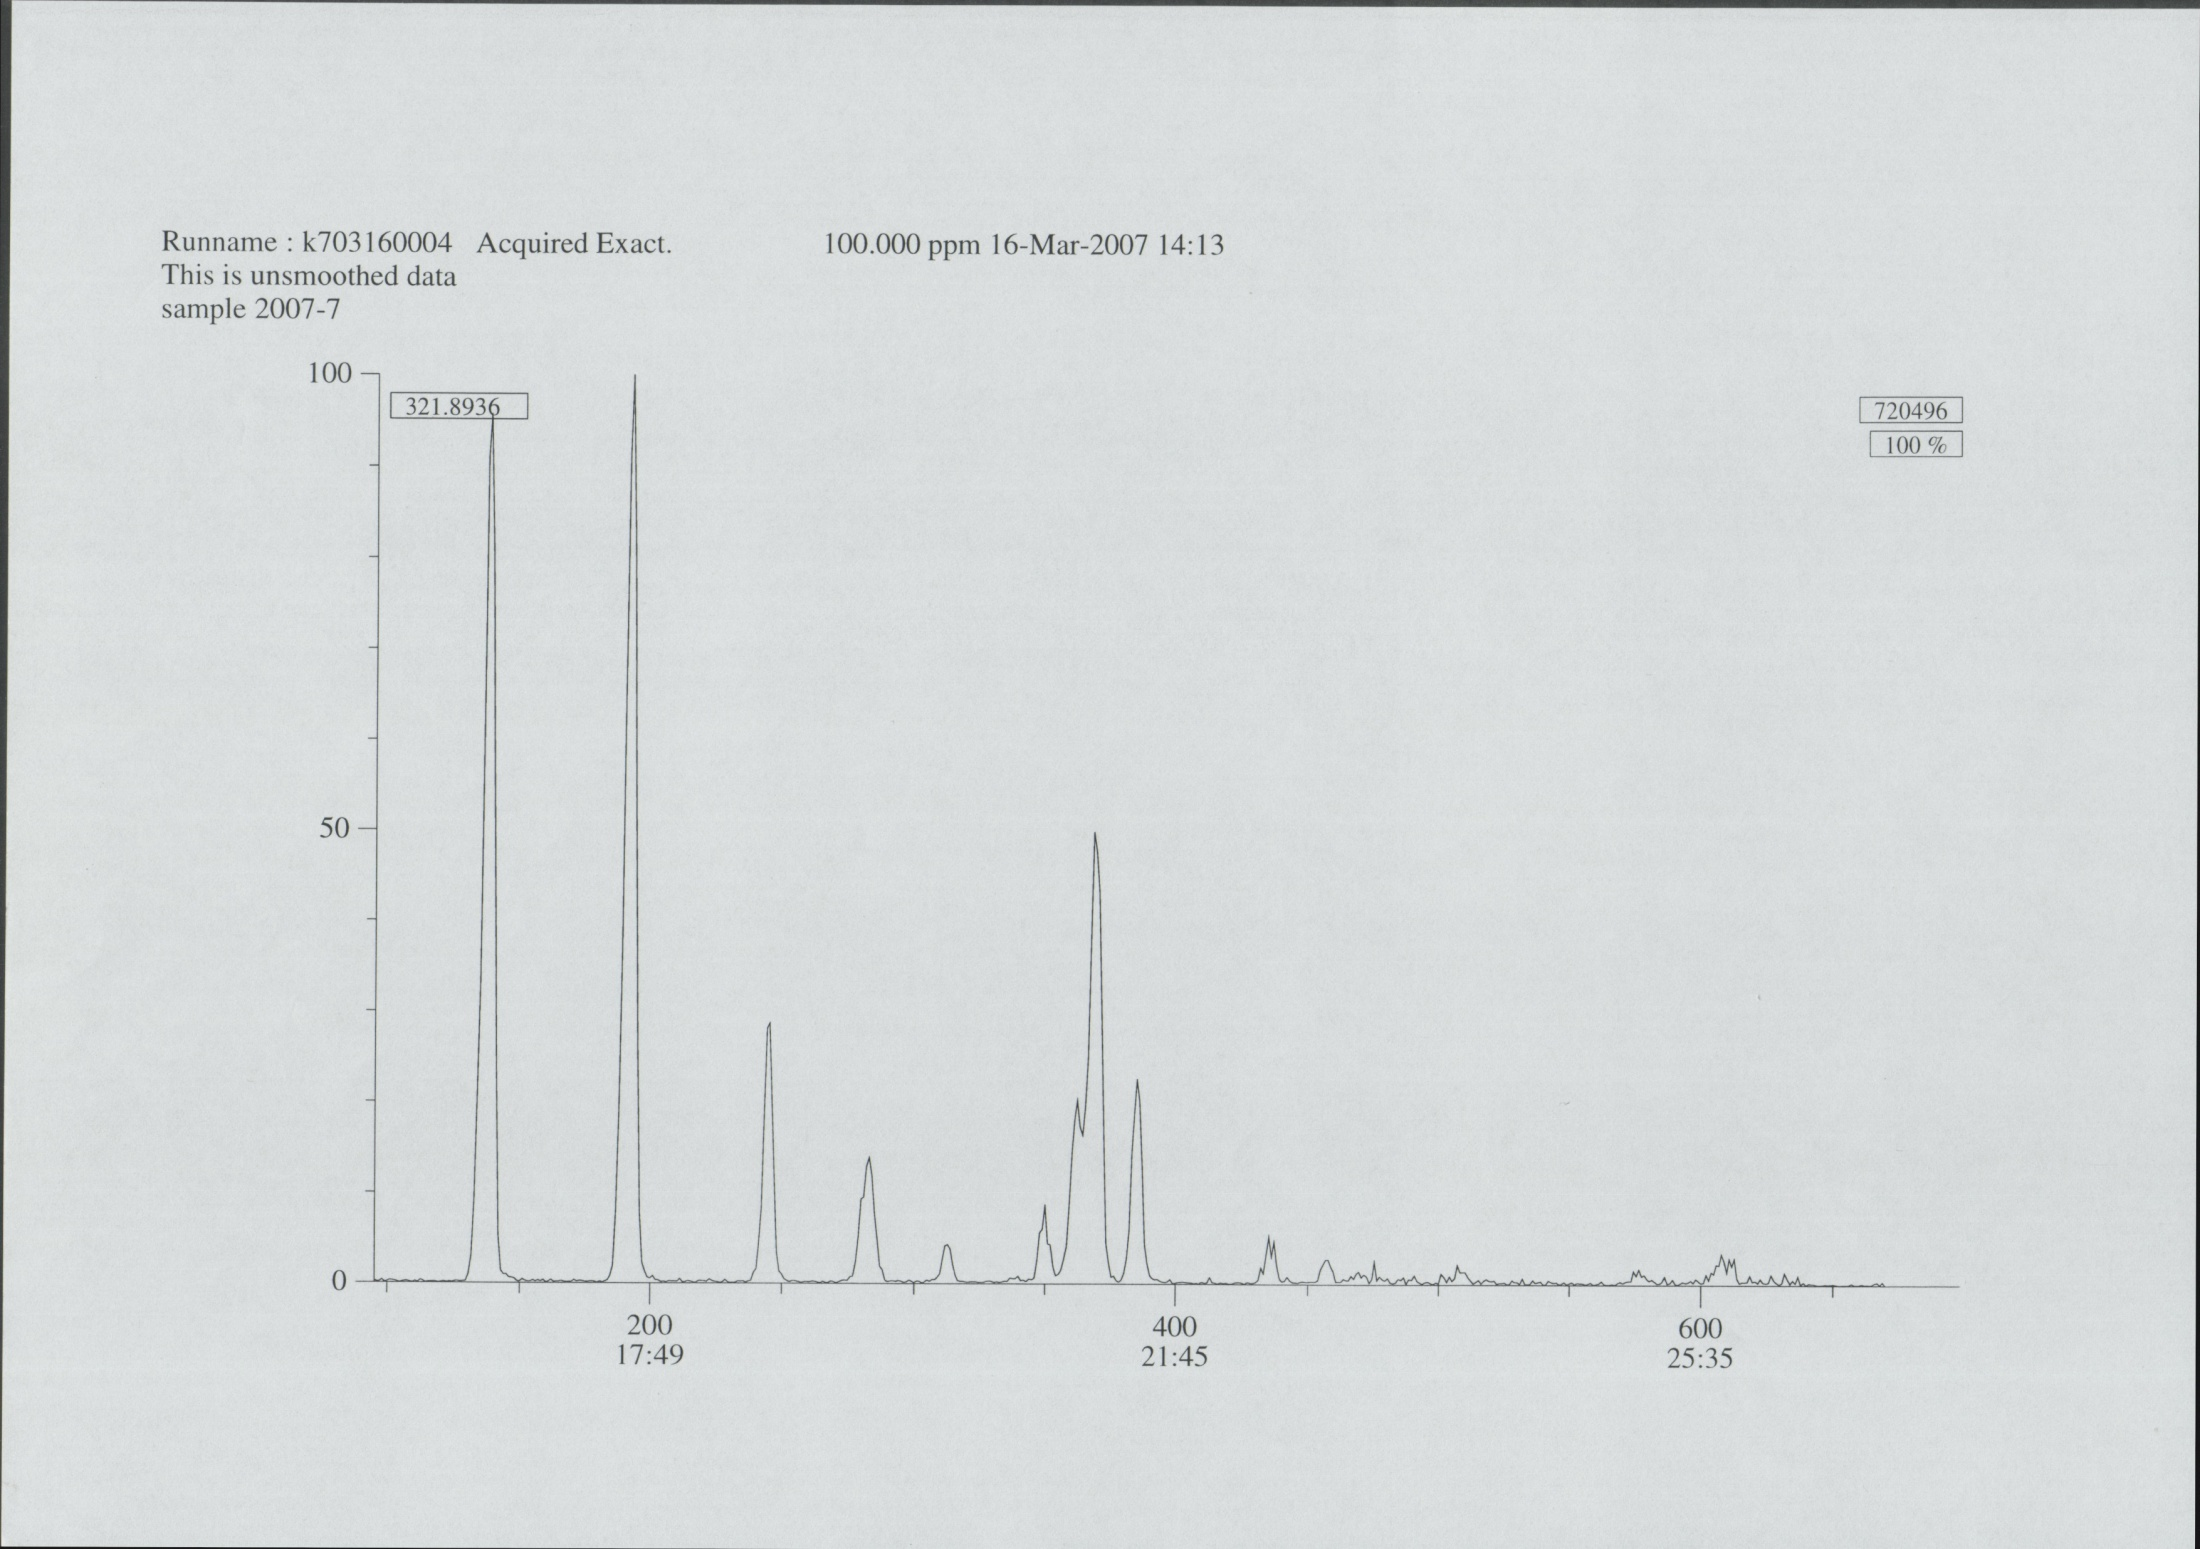 Runname : k703160004 Acquired Exact. 100.000 ppm 16-Mar-2007 14:13
This is unsmoothed data
sample 2007-7
100
321.8936
720496
100 %
50
0
200 400 600
17:49 21:45 25:35